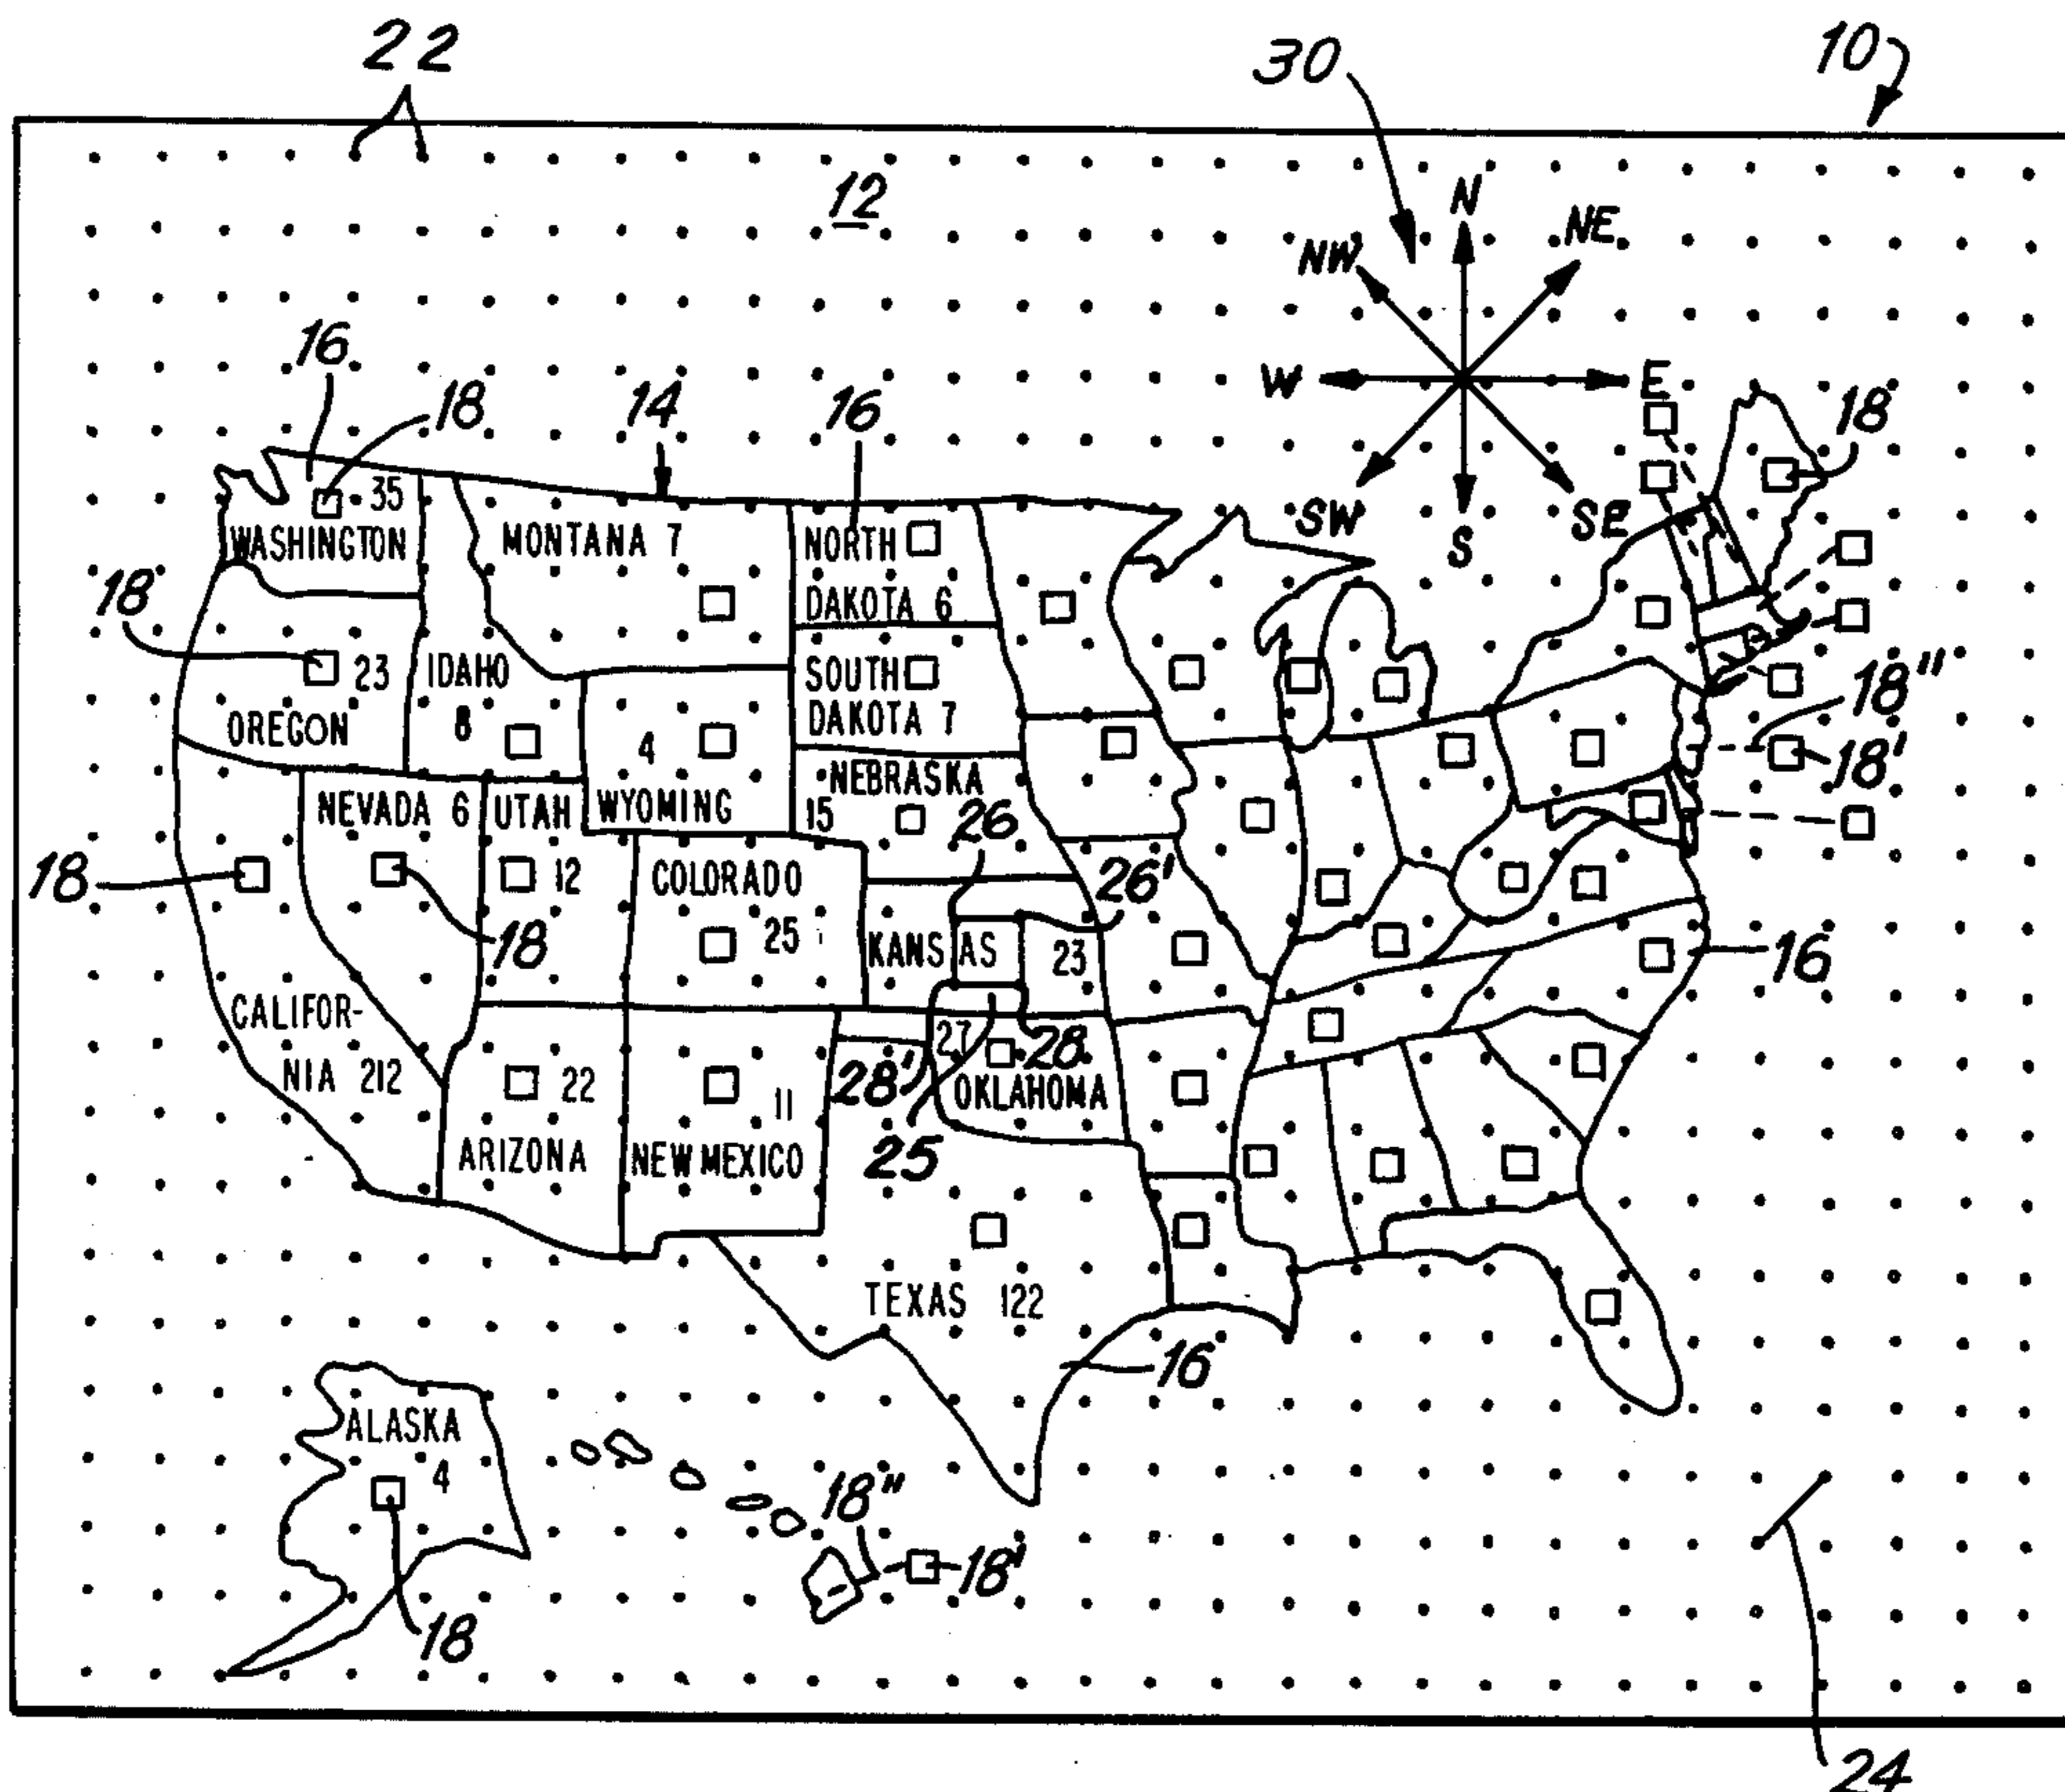 22
30
10
12
N
NE
NW
16
18
14
16
W
E
18
35
WASHINGTON
MONTANA 7
NORTH
DAKOTA 6
SW
S
SE
18
23
OREGON
IDAHO
8
SOUTH
DAKOTA 7
18"
18'
4
WYOMING
NEBRASKA
15
26
NEVADA 6
UTAH
12
18
18
COLORADO
25
26'
KANSAS
23
16
CALIFOR-
NIA 212
27
28
28'
OKLAHOMA
22
ARIZONA
11
NEW MEXICO
25
TEXAS 122
16
ALASKA
4
18"
18'
18
24